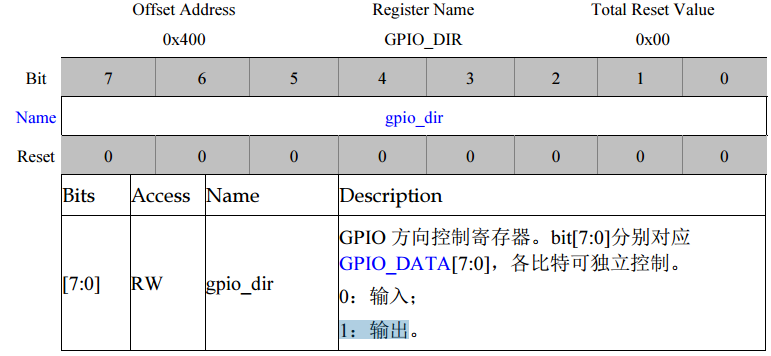 Offset Address Register Name Total Reset Value
0x400 GPIO_DIR 0x00
Bit 7 6 5 4 3 2 1 0
Name gpio_dir
Reset 0 0 0 0 0 0 0 0
Bits Access Name Description
[7:0] RW gpio_dir GPIO 方向控制寄存器。bit[7:0]分别对应
GPIO_DATA[7:0]，各比特可独立控制。
0：输入；
1：输出。